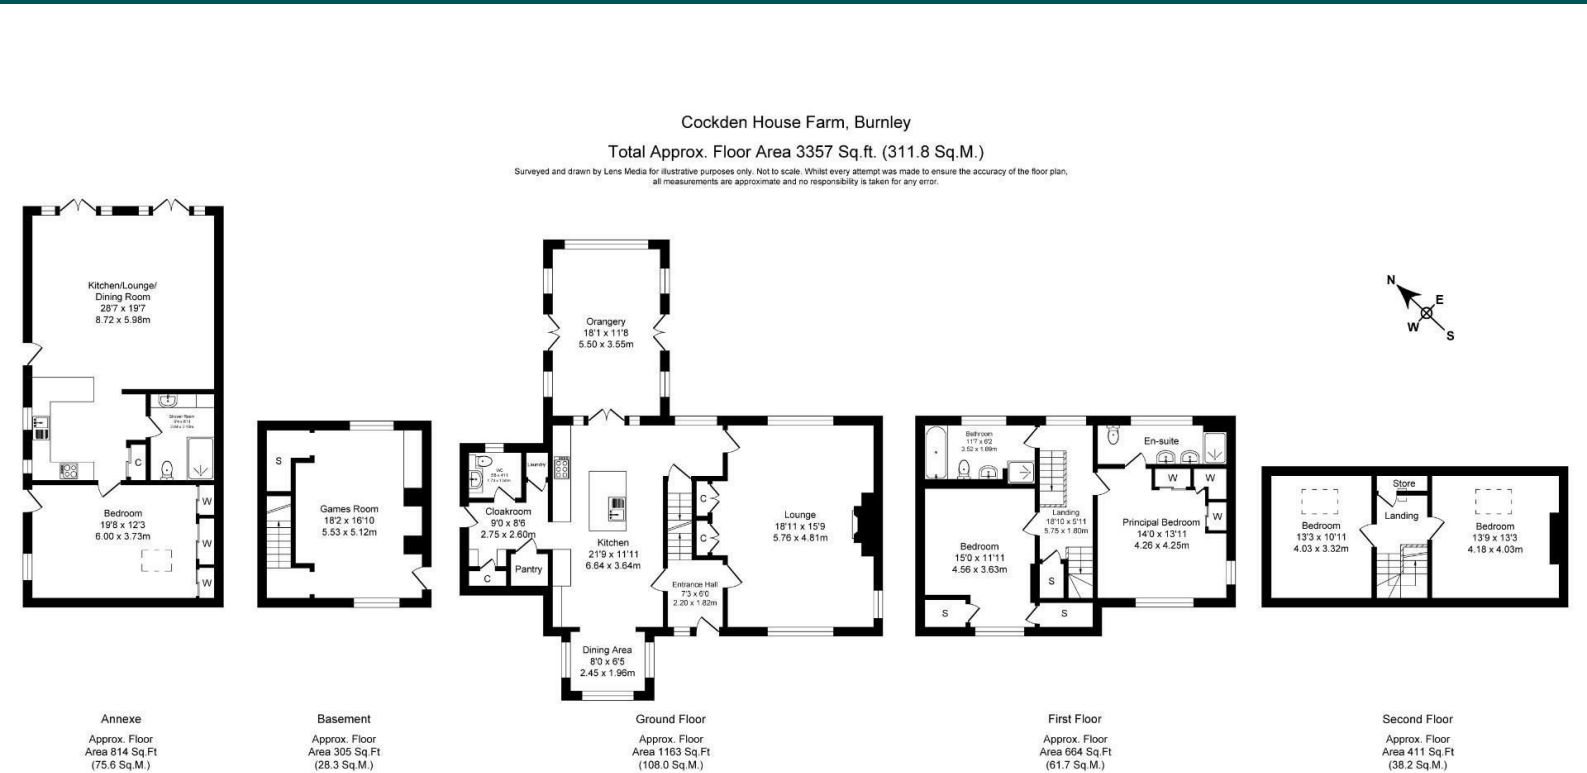 Cockden House Farm, Burnley
Total Approx. Floor Area 3357 Sq.ft. (311.8 Sq.M.)
Surveyed and drawn by Lens Media for illustrative purposes only. Not to scale. Whilst every attempt was made to ensure the accuracy of the floor plan,
all measurements are approximate and no responsibility is taken for any error.
N
E
W
S
Kitchen/Lounge/
Dining Room
28'7 x 19'7
8.72 x 5.98m
Shower Room
C
Bedroom
19'8 x 12'3
6.00 x 3.73m
W
W
W
Annexe
Approx. Floor
Area 814 Sq.Ft
(75.6 Sq.M.)
S
Games Room
18'2 x 16'10
5.53 x 5.12m
Basement
Approx. Floor
Area 305 Sq.Ft
(28.3 Sq.M.)
Orangery
18'1 x 11'8
5.50 x 3.55m
WC
Laundry
Cloakroom
9'0 x 8'6
2.75 x 2.60m
Pantry
C
Kitchen
21'9 x 11'11
6.64 x 3.64m
C
C
Lounge
18'11 x 15'9
5.76 x 4.81m
Entrance Hall
7'3 x 6'0
2.20 x 1.82m
Dining Area
8'0 x 6'5
2.45 x 1.96m
Ground Floor
Approx. Floor
Area 1163 Sq.Ft
(108.0 Sq.M.)
Bathroom
11'7 x 6'2
3.52 x 1.89m
En-suite
W
W
W
Landing
18'10 x 5'11
5.75 x 1.80m
Principal Bedroom
14'0 x 13'11
4.26 x 4.25m
Bedroom
15'0 x 11'11
4.56 x 3.63m
S
S
S
First Floor
Approx. Floor
Area 664 Sq.Ft
(61.7 Sq.M.)
Store
Landing
Bedroom
13'3 x 10'11
4.03 x 3.32m
Bedroom
13'9 x 13'3
4.18 x 4.03m
Second Floor
Approx. Floor
Area 411 Sq.Ft
(38.2 Sq.M.)